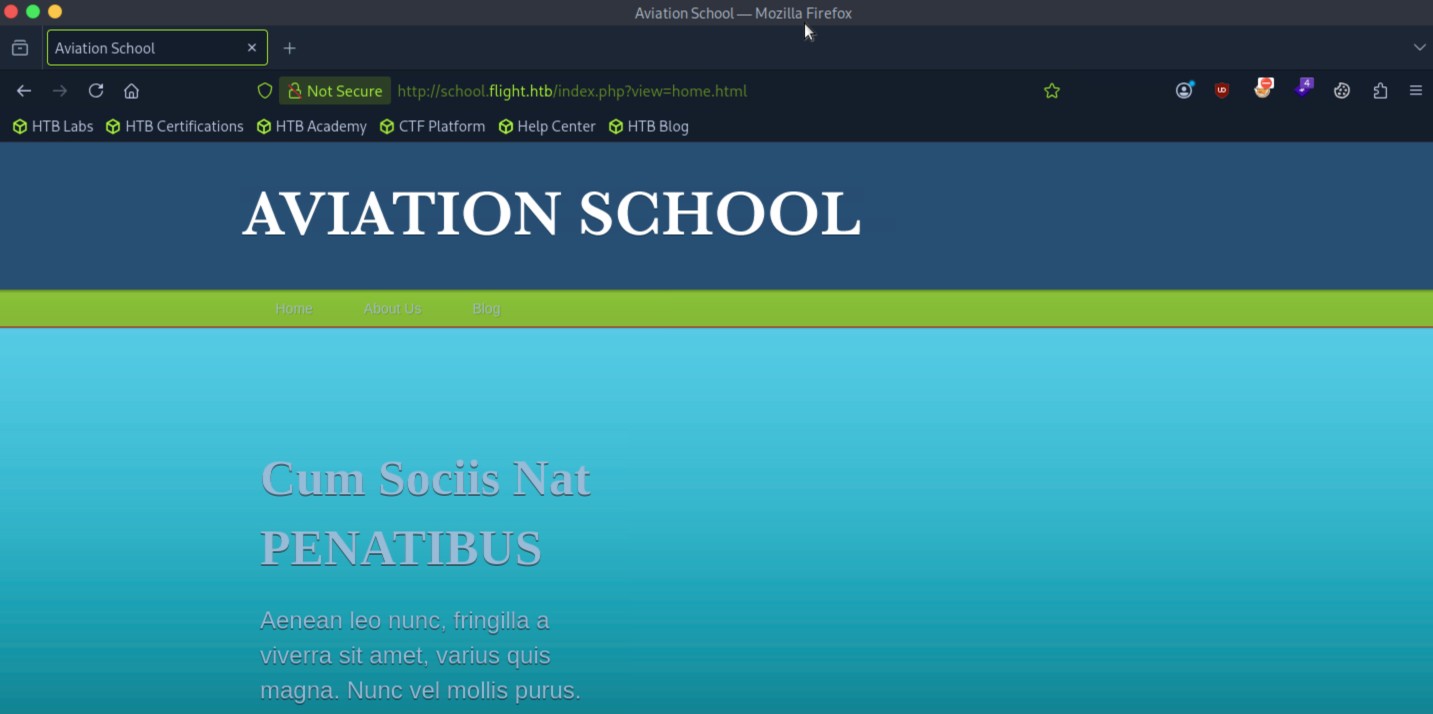 Aviation School — Mozilla Firefox
Aviation School
Not Secure http://school.flight.htb/index.php?view=home.html
4
HTB Labs HTB Certifications HTB Academy CTF Platform Help Center HTB Blog
AVIATION SCHOOL
Home About Us Blog
Cum Sociis Nat
PENATIBUS
Aenean leo nunc, fringilla a
viverra sit amet, varius quis
magna. Nunc vel mollis purus.